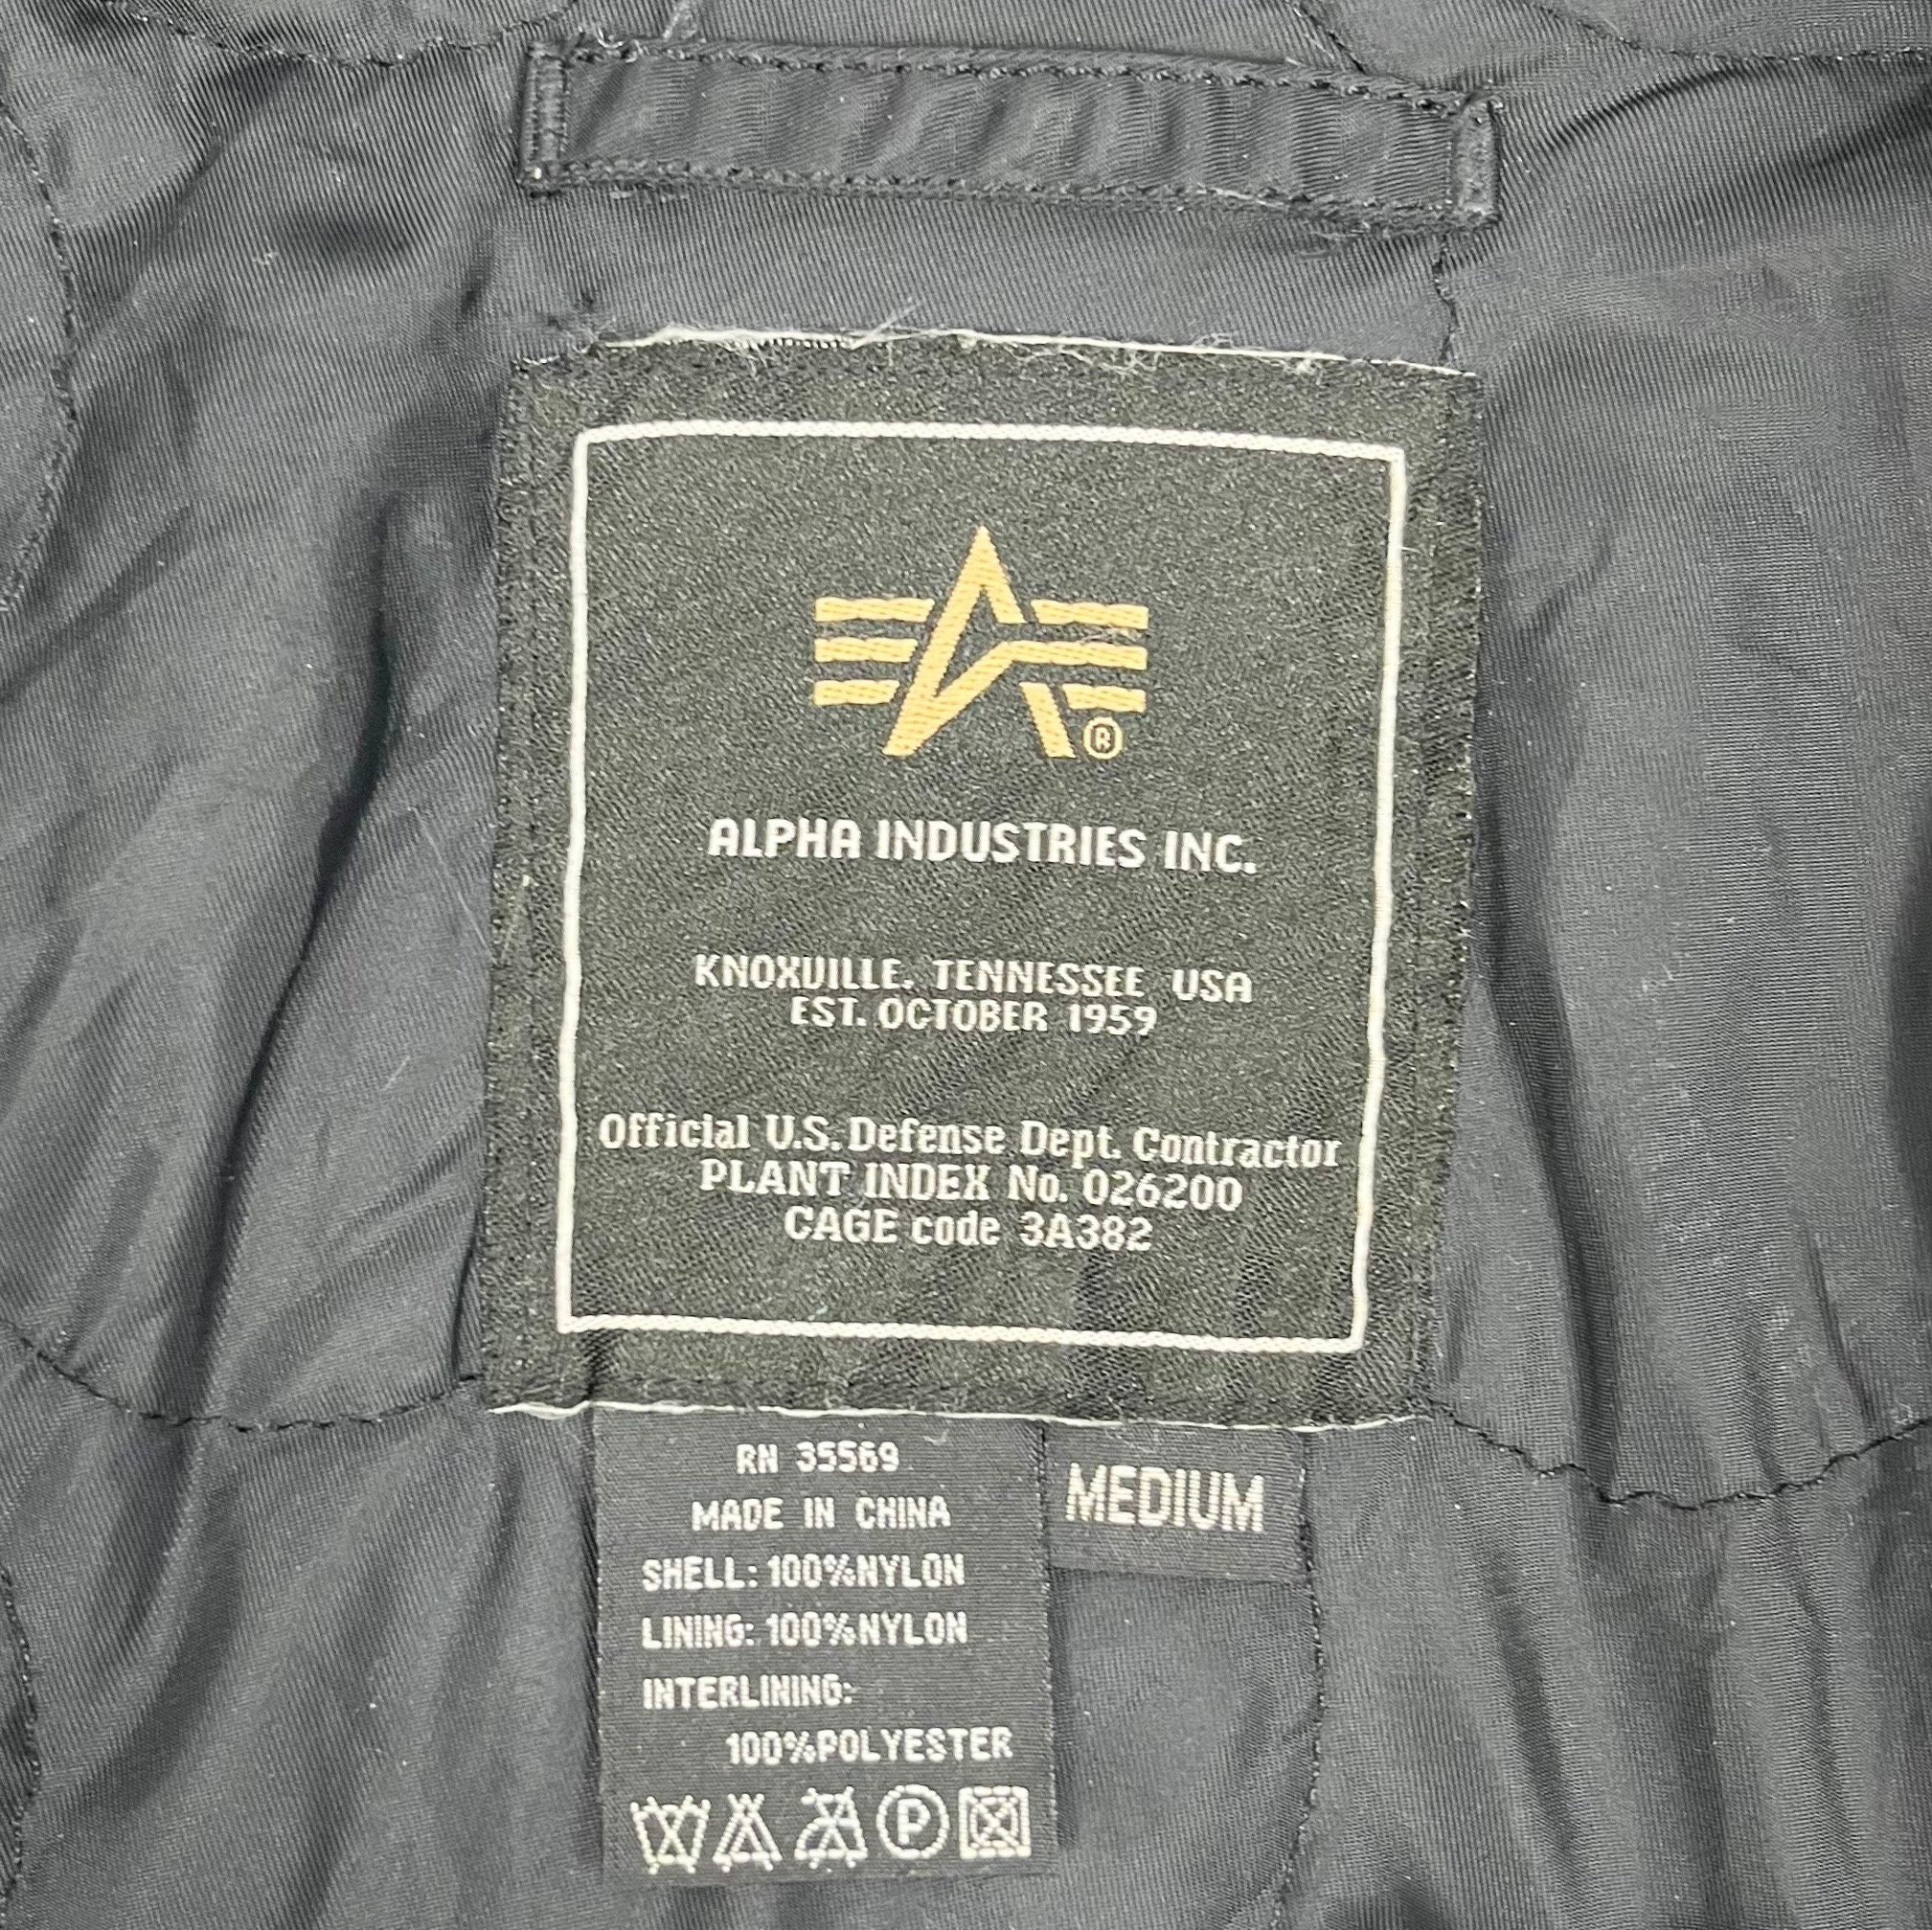 ®
ALPHA INDUSTRIES INC.
KNOXVILLE, TENNESSEE USA
EST. OCTOBER 1959
Official U.S. Defense Dept. Contractor
PLANT INDEX No. 026200
CAGE code 3A382
RN 35569
MADE IN CHINA
SHELL: 100%NYLON
LINING: 100%NYLON
INTERLINING:
100%POLYESTER
P
MEDIUM